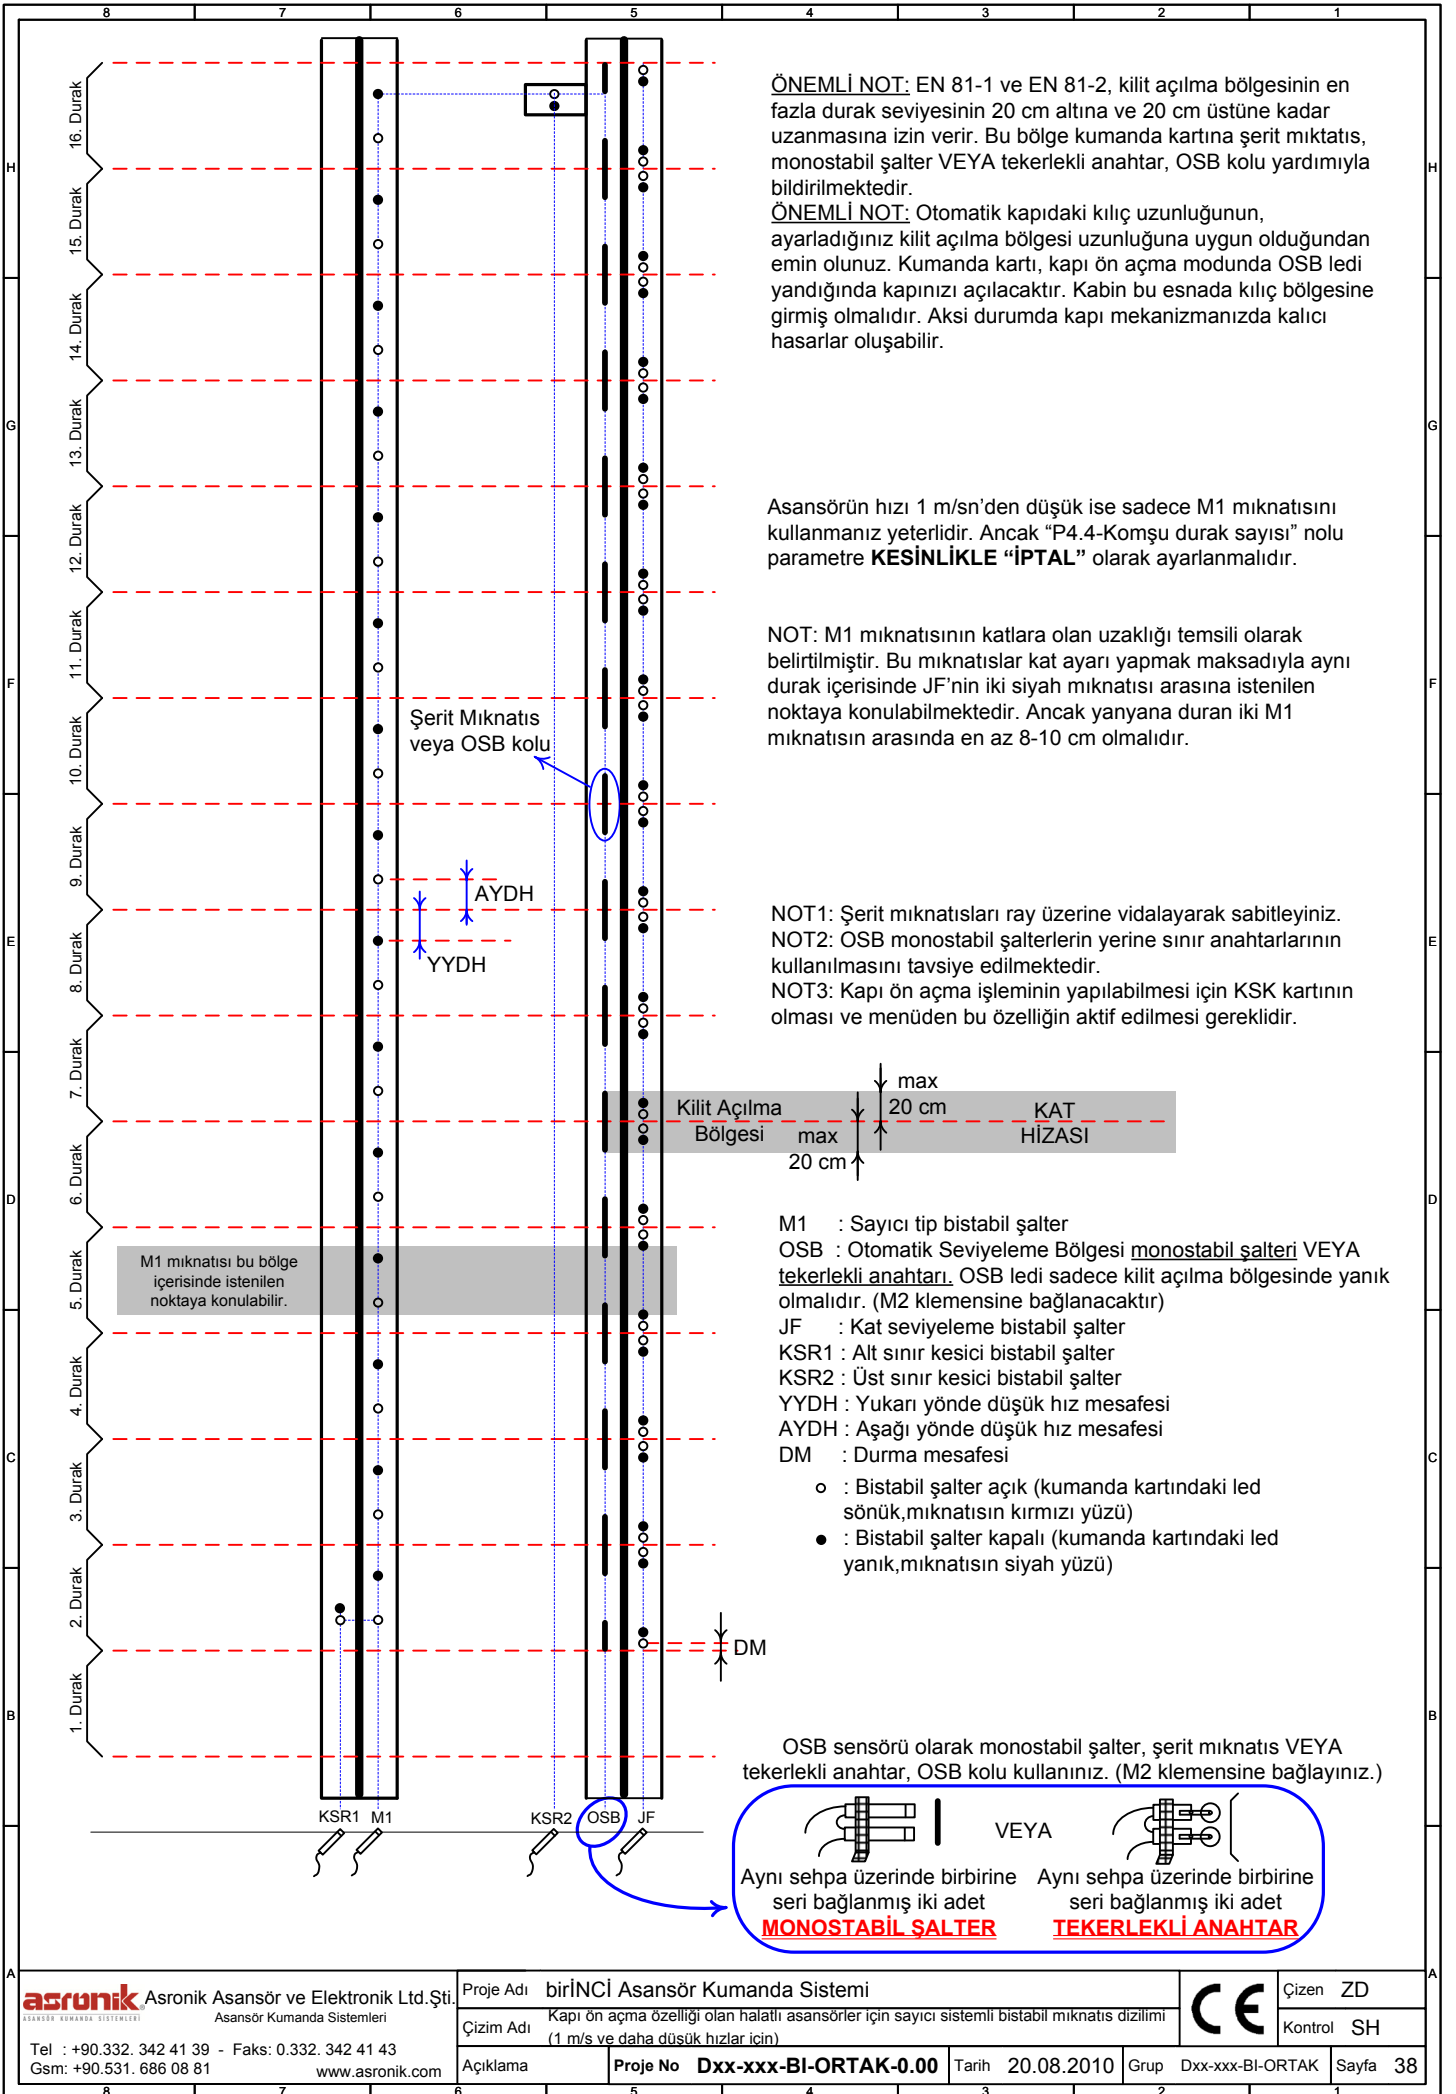 8 7 6 5 4 3 2 1
H
G
F
E
D
C
B
A
H
G
F
E
D
C
B
A
16. Durak
15. Durak
14. Durak
13. Durak
12. Durak
11. Durak
10. Durak
9. Durak
8. Durak
7. Durak
6. Durak
5. Durak
4. Durak
3. Durak
2. Durak
1. Durak
ÖNEMLİ NOT: EN 81-1 ve EN 81-2, kilit açılma bölgesinin en
fazla durak seviyesinin 20 cm altına ve 20 cm üstüne kadar
uzanmasına izin verir. Bu bölge kumanda kartına şerit mıktatıs,
monostabil şalter VEYA tekerlekli anahtar, OSB kolu yardımıyla
bildirilmektedir.
ÖNEMLİ NOT: Otomatik kapıdaki kılıç uzunluğunun,
ayarladığınız kilit açılma bölgesi uzunluğuna uygun olduğundan
emin olunuz. Kumanda kartı, kapı ön açma modunda OSB ledi
yandığında kapınızı açılacaktır. Kabin bu esnada kılıç bölgesine
girmiş olmalıdır. Aksi durumda kapı mekanizmanızda kalıcı
hasarlar oluşabilir.
Asansörün hızı 1 m/sn’den düşük ise sadece M1 mıknatısını
kullanmanız yeterlidir. Ancak “P4.4-Komşu durak sayısı” nolu
parametre KESİNLİKLE “İPTAL” olarak ayarlanmalıdır.
NOT: M1 mıknatısının katlara olan uzaklığı temsili olarak
belirtilmiştir. Bu mıknatıslar kat ayarı yapmak maksadıyla aynı
durak içerisinde JF’nin iki siyah mıknatısı arasına istenilen
noktaya konulabilmektedir. Ancak yanyana duran iki M1
mıknatısın arasında en az 8-10 cm olmalıdır.
Şerit Mıknatıs
veya OSB kolu
AYDH
YYDH
NOT1: Şerit mıknatısları ray üzerine vidalayarak sabitleyiniz.
NOT2: OSB monostabil şalterlerin yerine sınır anahtarlarının
kullanılmasını tavsiye edilmektedir.
NOT3: Kapı ön açma işleminin yapılabilmesi için KSK kartının
olması ve menüden bu özelliğin aktif edilmesi gereklidir.
Kilit Açılma
Bölgesi
max
20 cm
max
20 cm
KAT
HİZASI
M1 mıknatısı bu bölge
içerisinde istenilen
noktaya konulabilir.
M1 : Sayıcı tip bistabil şalter
OSB : Otomatik Seviyeleme Bölgesi monostabil şalteri VEYA
tekerlekli anahtarı. OSB ledi sadece kilit açılma bölgesinde yanık
olmalıdır. (M2 klemensine bağlanacaktır)
JF : Kat seviyeleme bistabil şalter
KSR1 : Alt sınır kesici bistabil şalter
KSR2 : Üst sınır kesici bistabil şalter
YYDH : Yukarı yönde düşük hız mesafesi
AYDH : Aşağı yönde düşük hız mesafesi
DM : Durma mesafesi
: Bistabil şalter açık (kumanda kartındaki led
sönük,mıknatısın kırmızı yüzü)
: Bistabil şalter kapalı (kumanda kartındaki led
yanık,mıknatısın siyah yüzü)
DM
OSB sensörü olarak monostabil şalter, şerit mıknatıs VEYA
tekerlekli anahtar, OSB kolu kullanınız. (M2 klemensine bağlayınız.)
KSR1 M1 KSR2 OSB JF
VEYA
Aynı sehpa üzerinde birbirine
seri bağlanmış iki adet
MONOSTABİL ŞALTER
Aynı sehpa üzerinde birbirine
seri bağlanmış iki adet
TEKERLEKLİ ANAHTAR
asronik Asronik Asansör ve Elektronik Ltd.Şti.
ASANSÖR KUMANDA SİSTEMLERİ
Asansör Kumanda Sistemleri
Tel : +90.332. 342 41 39 - Faks: 0.332. 342 41 43
Gsm: +90.531. 686 08 81 www.asronik.com
Proje Adı birİNCİ Asansör Kumanda Sistemi
Çizim Adı Kapı ön açma özelliği olan halatlı asansörler için sayıcı sistemli bistabil mıknatıs dizilimi
(1 m/s ve daha düşük hızlar için)
Açıklama
Proje No Dxx-xxx-BI-ORTAK-0.00
Tarih 20.08.2010
Grup Dxx-xxx-BI-ORTAK
Sayfa 38
CE
Çizen ZD
Kontrol SH
8 7 6 5 4 3 2 1